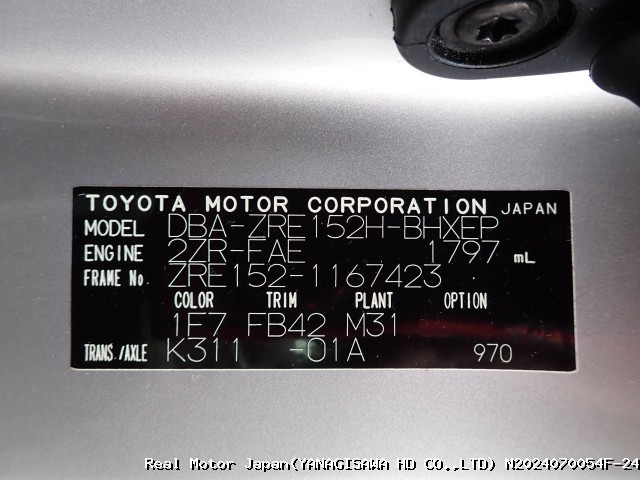 TOYOTA MOTOR CORPORATION JAPAN
MODEL DBA-ZRE152H-BHXEP
ENGINE 2ZR-FAE 1797 mL
FRAME No ZRE152-1167423
COLOR TRIM PLANT OPTION
1F7 FB42 M31
TRANS./AXLE K311 -01A 970
Real Motor Japan(YANAGISAWA HD CO.,LTD) N2024070054F-24